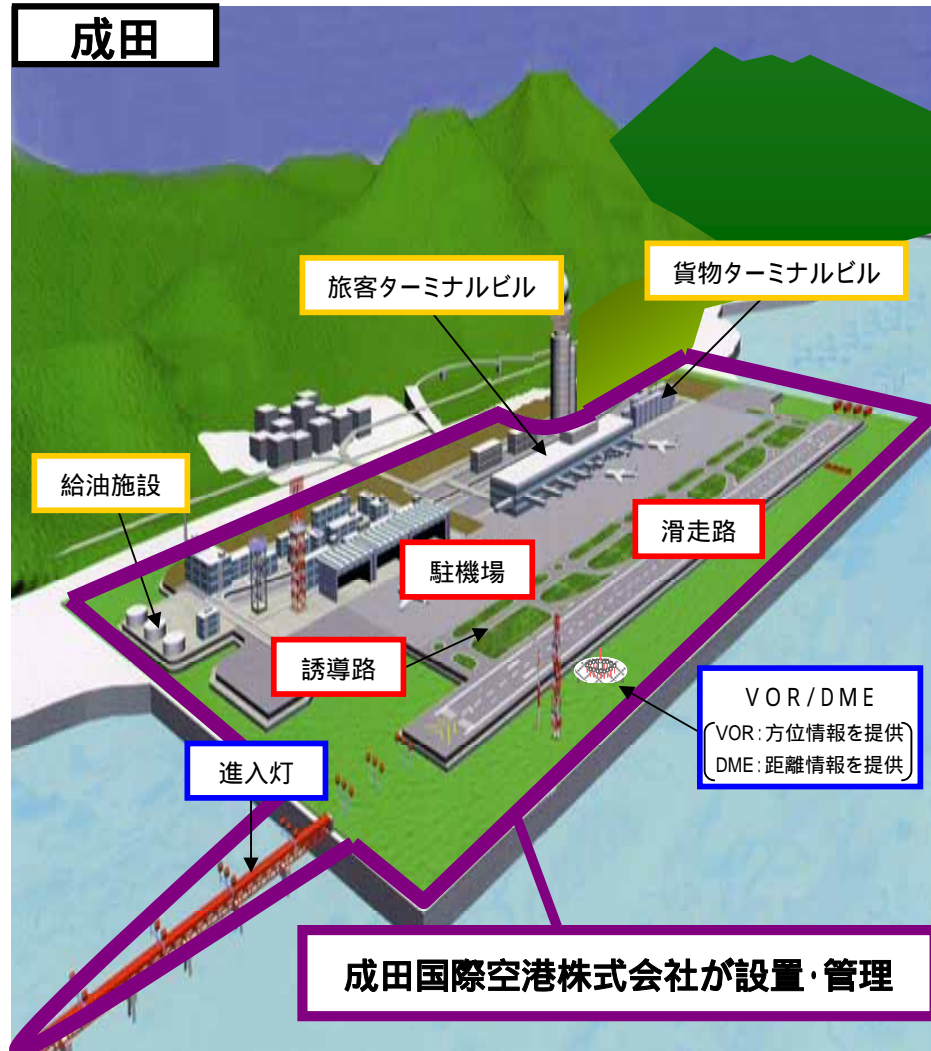 成田
旅客ターミナルビル
貨物ターミナルビル
給油施設
滑走路
駐機場
誘導路
VOR/DME
VOR:方位情報を提供
DME:距離情報を提供
進入灯
成田国際空港株式会社が設置・管理